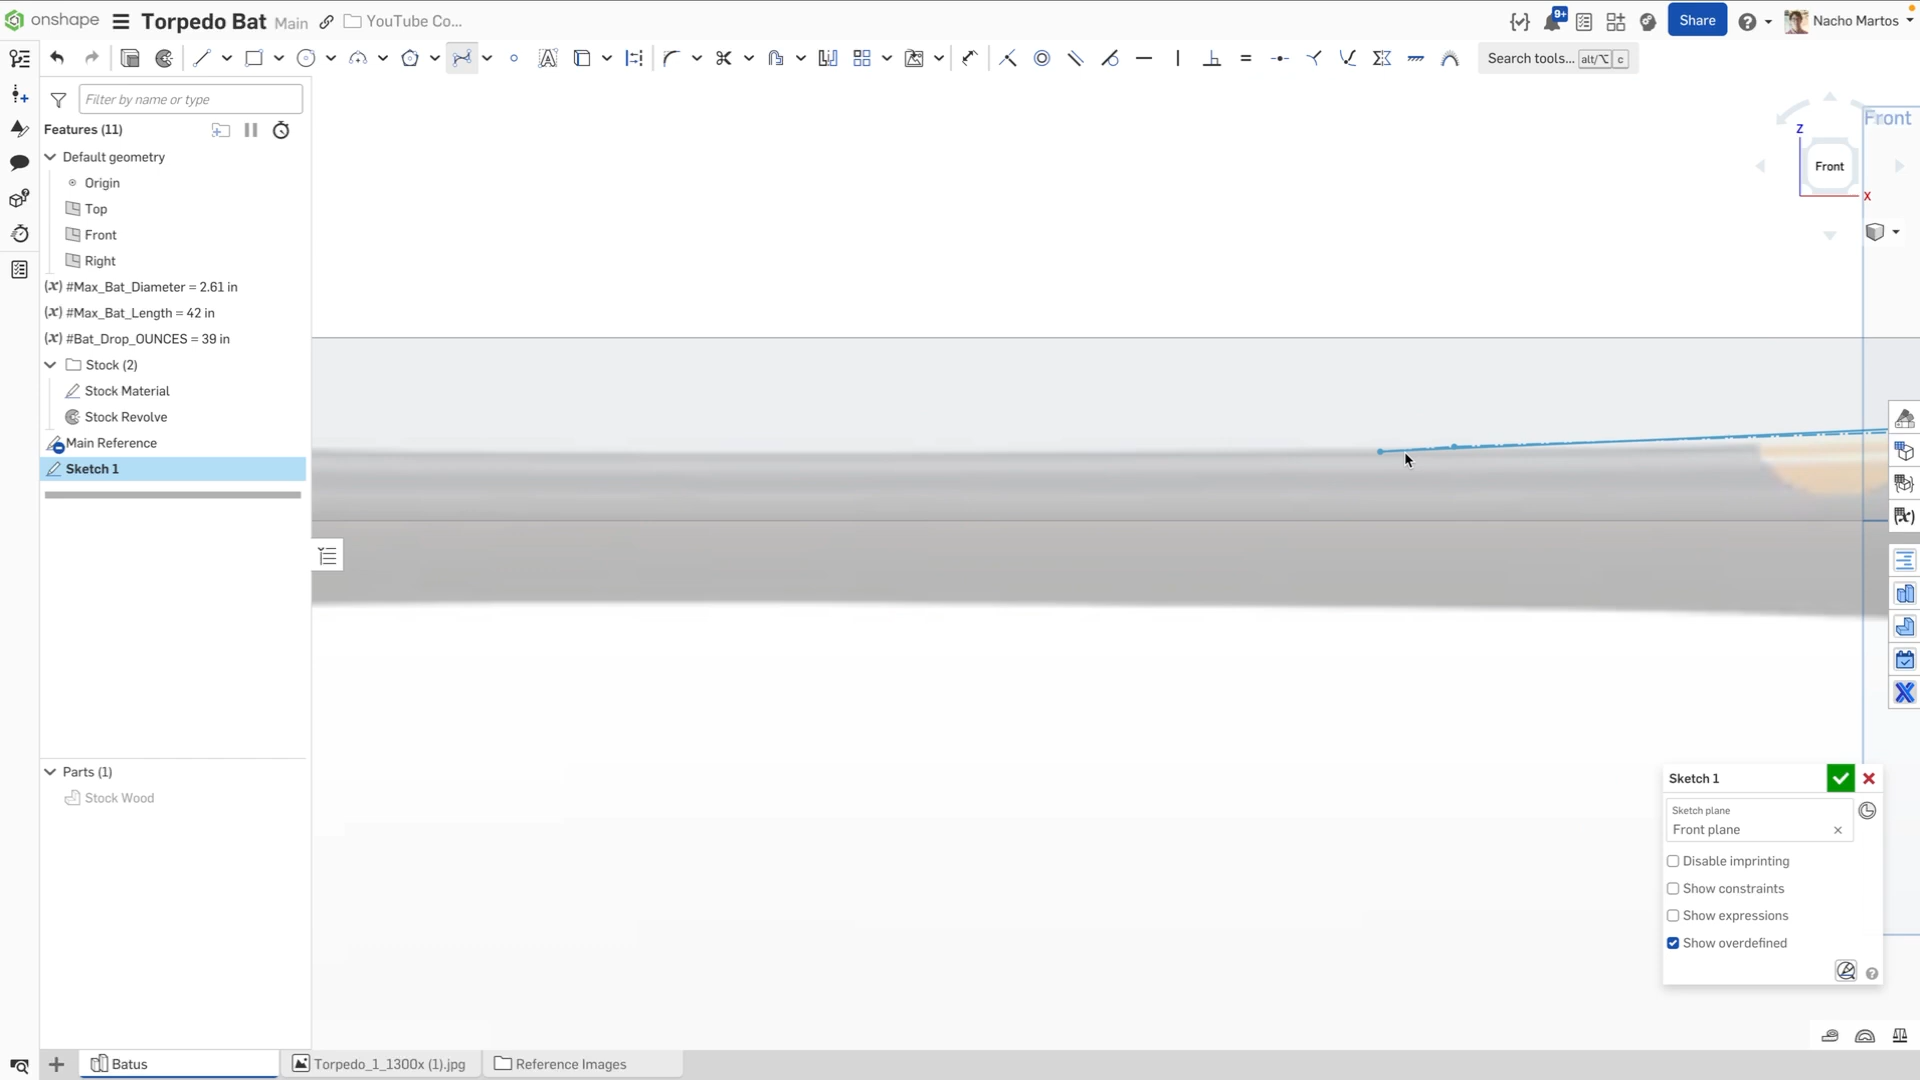 onshape Torpedo Bat Main YouTube Co... 9+ Share Nacho Martos
Search tools... alt/⌥ c
Filter by name or type
Features (11)
Default geometry
Origin
Top
Front
Right
(x) #Max_Bat_Diameter = 2.61 in
(x) #Max_Bat_Length = 42 in
(x) #Bat_Drop_OUNCES = 39 in
Stock (2)
Stock Material
Stock Revolve
Main Reference
Sketch 1
Parts (1)
Stock Wood
Front
Z
Front
X
Sketch 1
Sketch plane
Front plane
Disable imprinting
Show constraints
Show expressions
Show overdefined
Batus Torpedo_1_1300x (1).jpg Reference Images